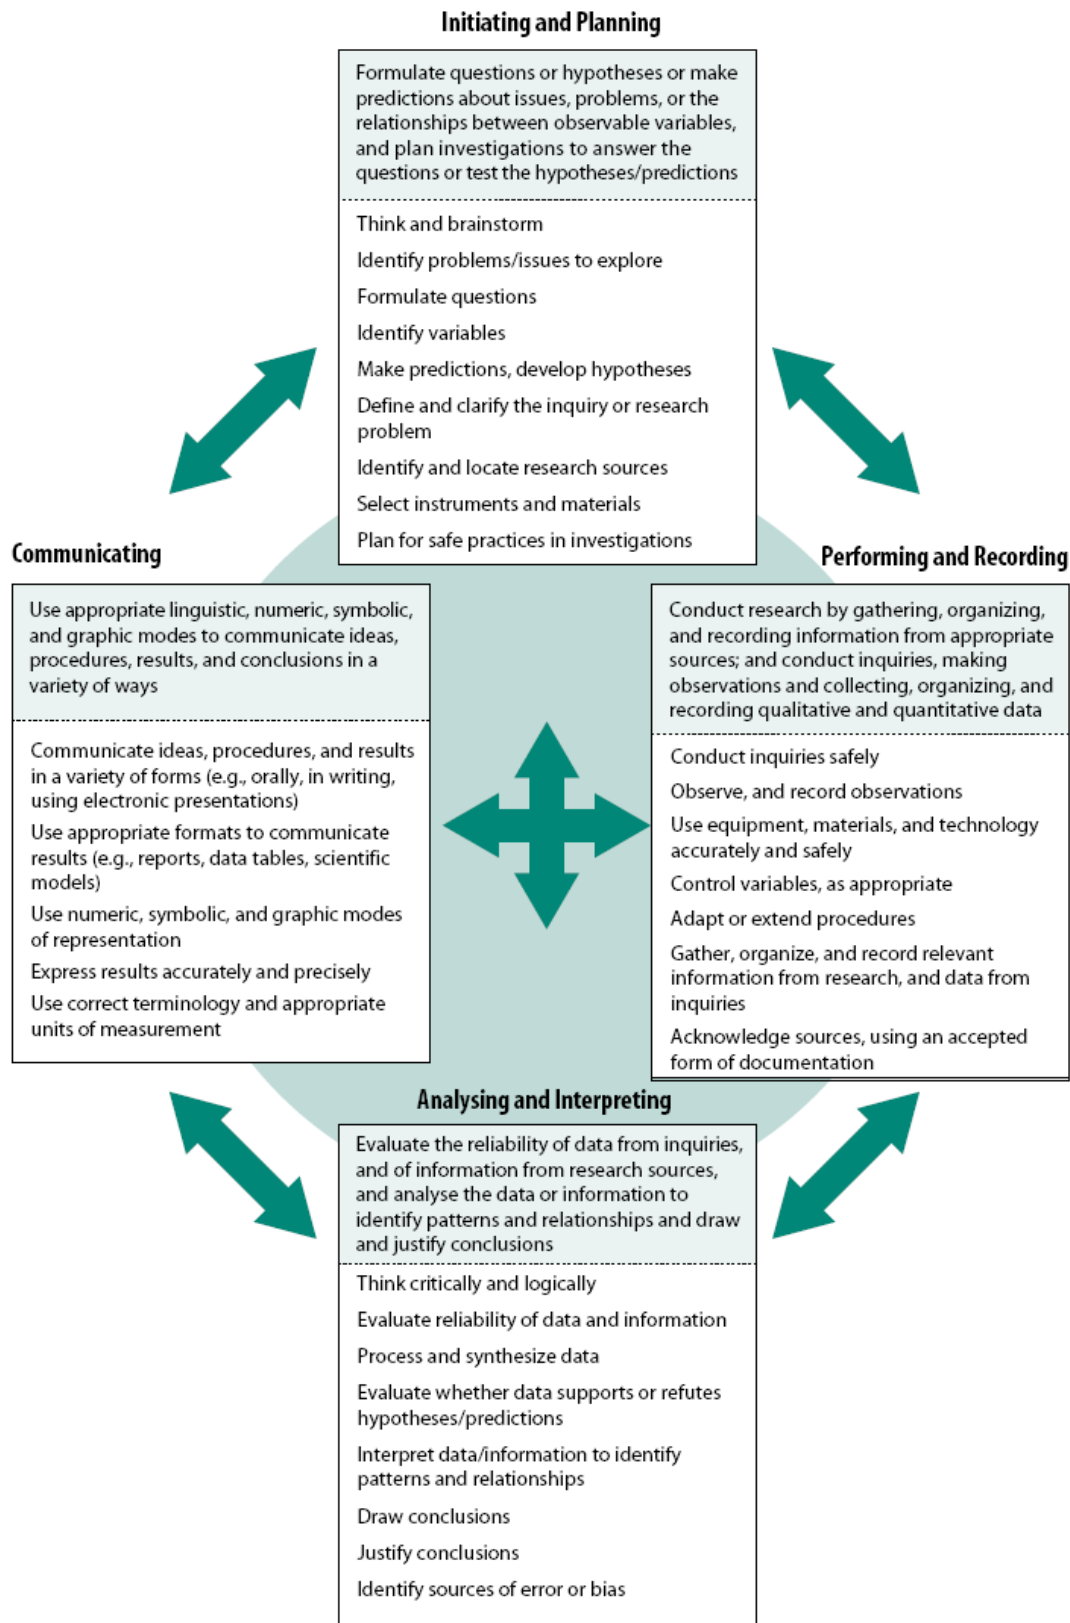 Initiating and Planning
Formulate questions or hypotheses or make
predictions about issues, problems, or the
relationships between observable variables,
and plan investigations to answer the
questions or test the hypotheses/predictions
Think and brainstorm
Identify problems/issues to explore
Formulate questions
Identify variables
Make predictions, develop hypotheses
Define and clarify the inquiry or research
problem
Identify and locate research sources
Select instruments and materials
Plan for safe practices in investigations
Communicating
Use appropriate linguistic, numeric, symbolic,
and graphic modes to communicate ideas,
procedures, results, and conclusions in a
variety of ways
Communicate ideas, procedures, and results
in a variety of forms (e.g., orally, in writing,
using electronic presentations)
Use appropriate formats to communicate
results (e.g., reports, data tables, scientific
models)
Use numeric, symbolic, and graphic modes
of representation
Express results accurately and precisely
Use correct terminology and appropriate
units of measurement
Performing and Recording
Conduct research by gathering, organizing,
and recording information from appropriate
sources; and conduct inquiries, making
observations and collecting, organizing, and
recording qualitative and quantitative data
Conduct inquiries safely
Observe, and record observations
Use equipment, materials, and technology
accurately and safely
Control variables, as appropriate
Adapt or extend procedures
Gather, organize, and record relevant
information from research, and data from
inquiries
Acknowledge sources, using an accepted
form of documentation
Analysing and Interpreting
Evaluate the reliability of data from inquiries,
and of information from research sources,
and analyse the data or information to
identify patterns and relationships and draw
and justify conclusions
Think critically and logically
Evaluate reliability of data and information
Process and synthesize data
Evaluate whether data supports or refutes
hypotheses/predictions
Interpret data/information to identify
patterns and relationships
Draw conclusions
Justify conclusions
Identify sources of error or bias